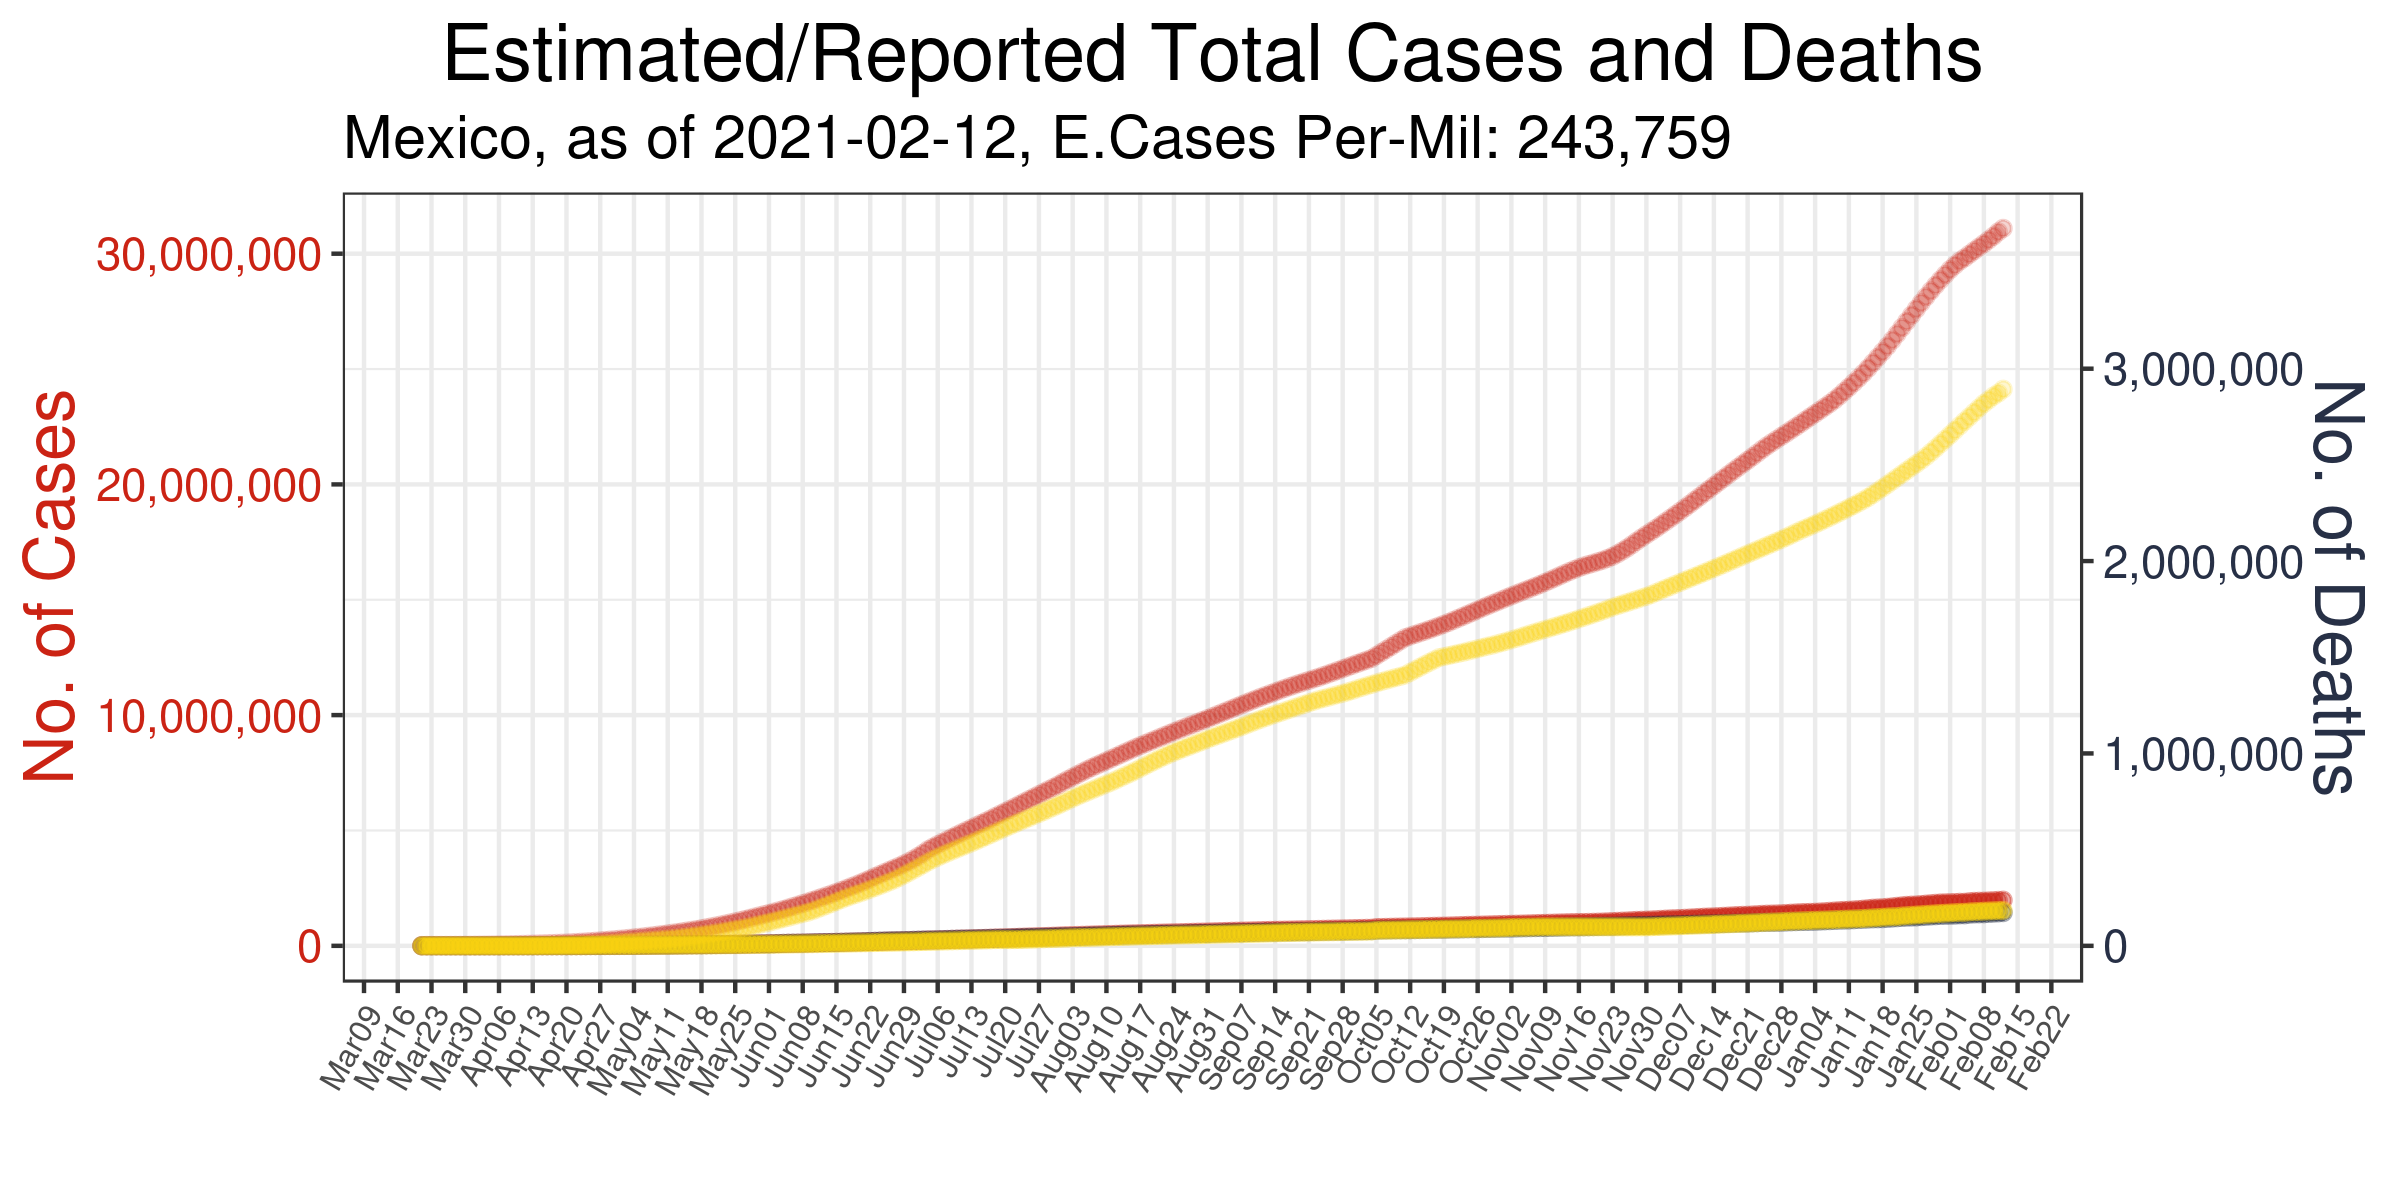 Estimated/Reported Total Cases and Deaths
Mexico, as of 2021-02-12, E.Cases Per-Mil: 243,759
No. of Cases
30,000,000
20,000,000
10,000,000
0
3,000,000
2,000,000
1,000,000
0
No. of Deaths
Mar09
Mar16
Mar23
Mar30
Apr06
Apr13
Apr20
Apr27
May04
May11
May18
May25
Jun01
Jun08
Jun15
Jun22
Jun29
Jul06
Jul13
Jul20
Jul27
Aug03
Aug10
Aug17
Aug24
Aug31
Sep07
Sep14
Sep21
Sep28
Oct05
Oct12
Oct19
Oct26
Nov02
Nov09
Nov16
Nov23
Nov30
Dec07
Dec14
Dec21
Dec28
Jan04
Jan11
Jan18
Jan25
Feb01
Feb08
Feb15
Feb22